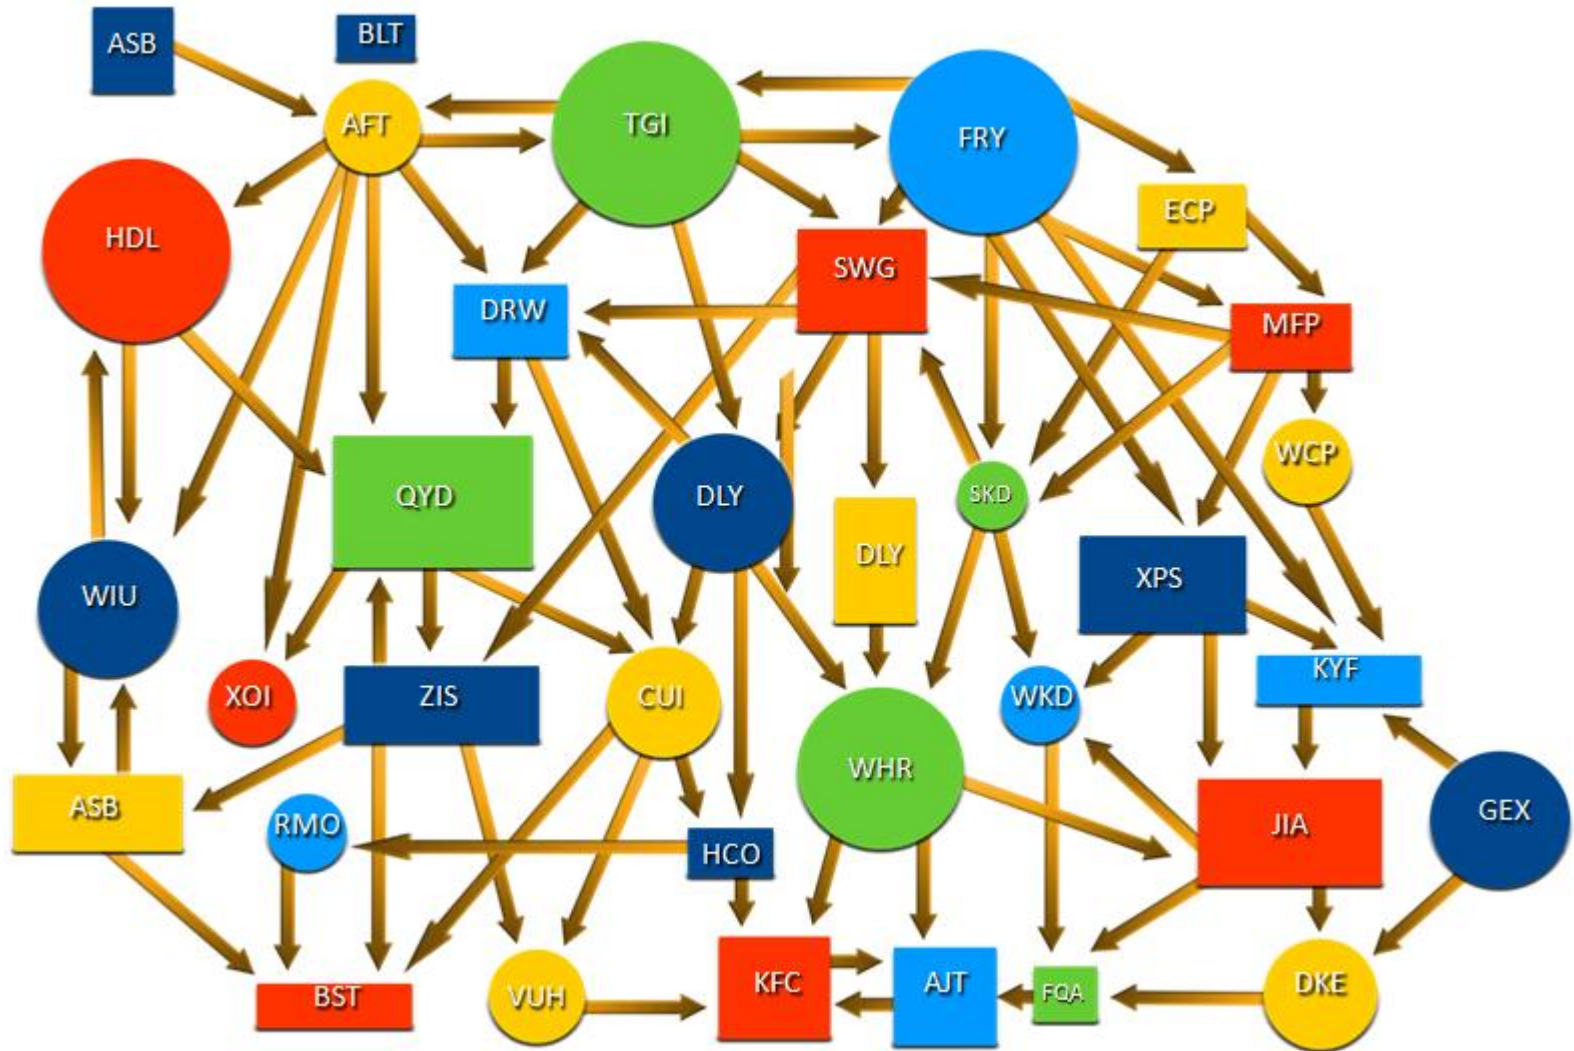 ASB
BLT
AFT
TGI
FRY
ECP
HDL
SWG
DRW
MFP
WCP
QYD
DLY
SKD
DLY
XPS
WIU
KYF
XOI
ZIS
CUI
WKD
WHR
ASB
RMO
HCO
JIA
GEX
BST
VUH
KFC
AJT
FQA
DKE